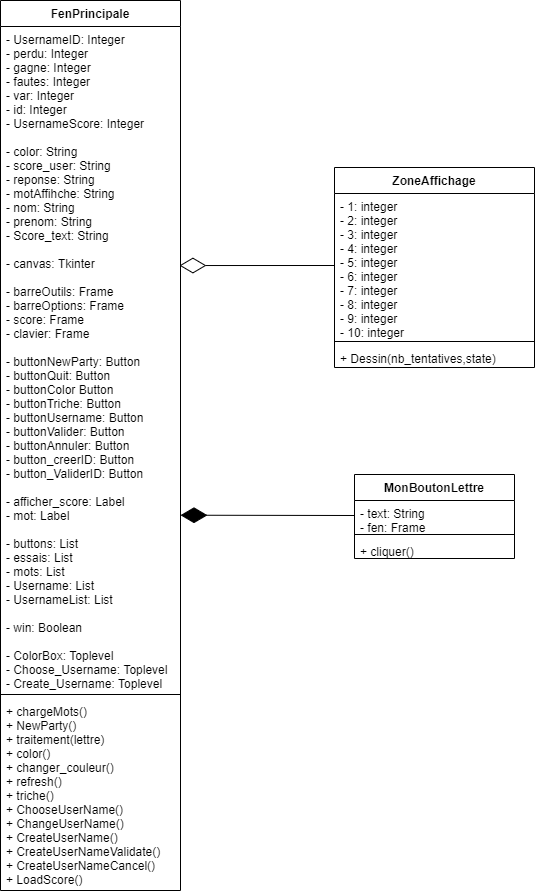 FenPrincipale
- UsernameID: Integer
- perdu: Integer
- gagne: Integer
- fautes: Integer
- var: Integer
- id: Integer
- UsernameScore: Integer
- color: String
- score_user: String
- reponse: String
- motAffihche: String
- nom: String
- prenom: String
- Score_text: String
- canvas: Tkinter
- barreOutils: Frame
- barreOptions: Frame
- score: Frame
- clavier: Frame
- buttonNewParty: Button
- buttonQuit: Button
- buttonColor Button
- buttonTriche: Button
- buttonUsername: Button
- buttonValider: Button
- buttonAnnuler: Button
- button_creerID: Button
- button_ValiderID: Button
- afficher_score: Label
- mot: Label
- buttons: List
- essais: List
- mots: List
- Username: List
- UsernameList: List
- win: Boolean
- ColorBox: Toplevel
- Choose_Username: Toplevel
- Create_Username: Toplevel
+ chargeMots()
+ NewParty()
+ traitement(lettre)
+ color()
+ changer_couleur()
+ refresh()
+ triche()
+ ChooseUserName()
+ ChangeUserName()
+ CreateUserName()
+ CreateUserNameValidate()
+ CreateUserNameCancel()
+ LoadScore()
ZoneAffichage
- 1: integer
- 2: integer
- 3: integer
- 4: integer
- 5: integer
- 6: integer
- 7: integer
- 8: integer
- 9: integer
- 10: integer
+ Dessin(nb_tentatives,state)
MonBoutonLettre
- text: String
- fen: Frame
+ cliquer()